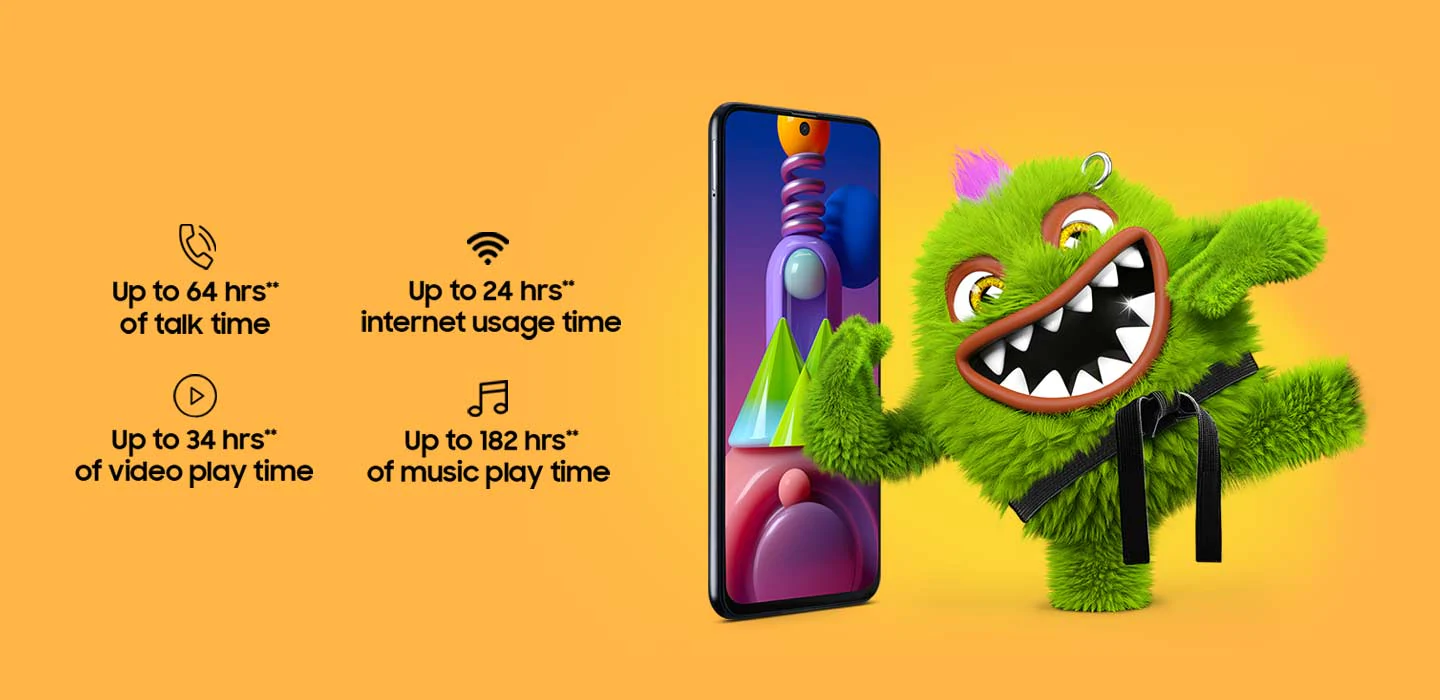 Up to 64 hrs**
of talk time
Up to 24 hrs**
internet usage time
Up to 34 hrs**
of video play time
Up to 182 hrs**
of music play time